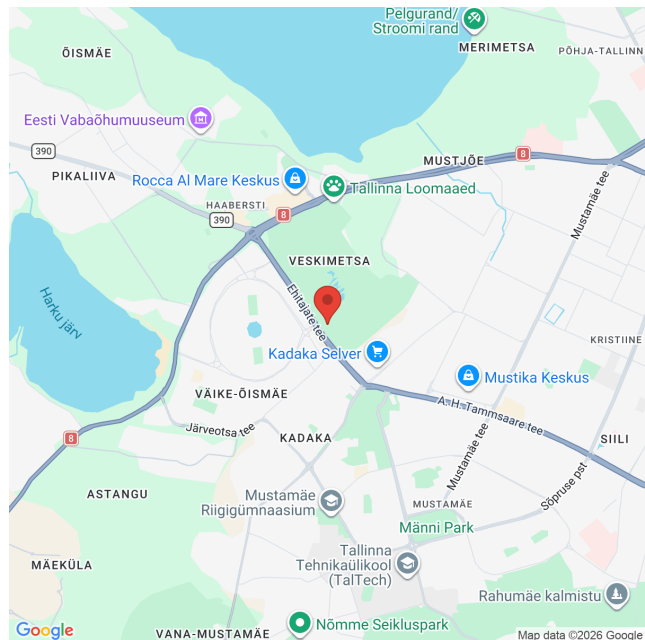 Pelgurand/
Stroomi rand
ÕISMÄE
MERIMETSA
PÕHJA-TALLINN
Eesti Vabaõhumuuseum
8
390
MUSTJÕE
PIKALIIVA
Rocca Al Mare Keskus
Tallinna Loomaaed
Mustamäe tee
HAABERSTI
390
8
VESKIMETSA
Harku järv
Ehitajate tee
KRISTIINE
Kadaka Selver
Mustika Keskus
VÄIKE-ÕISMÄE
A. H. Tammsaare tee
Järveotsa tee
KADAKA
8
SIILI
Mustamäe tee
ASTANGU
Mustamäe
Riigigümnaasium
MUSTAMÄE
Sõpruse pst
Männi Park
MÄEKÜLA
Tallinna
Tehnikaülikool
(TalTech)
Rahumäe kalmistu
Nõmme Seikluspark
VANA-MUSTAMÄE
Google
Map data ©2026 Google